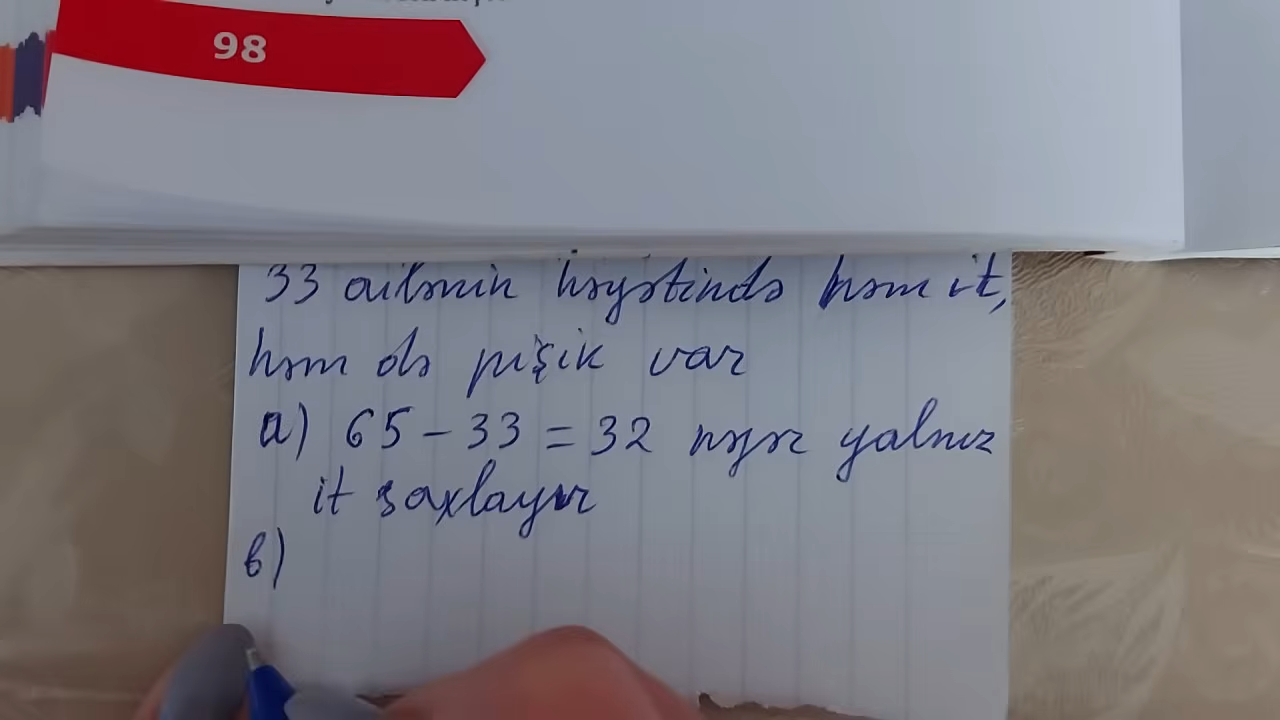 98
33 ailənin həyətində həm it,
həm də pişik var
a) 65 - 33 = 32 nəfər yalnız
it saxlayır
b)